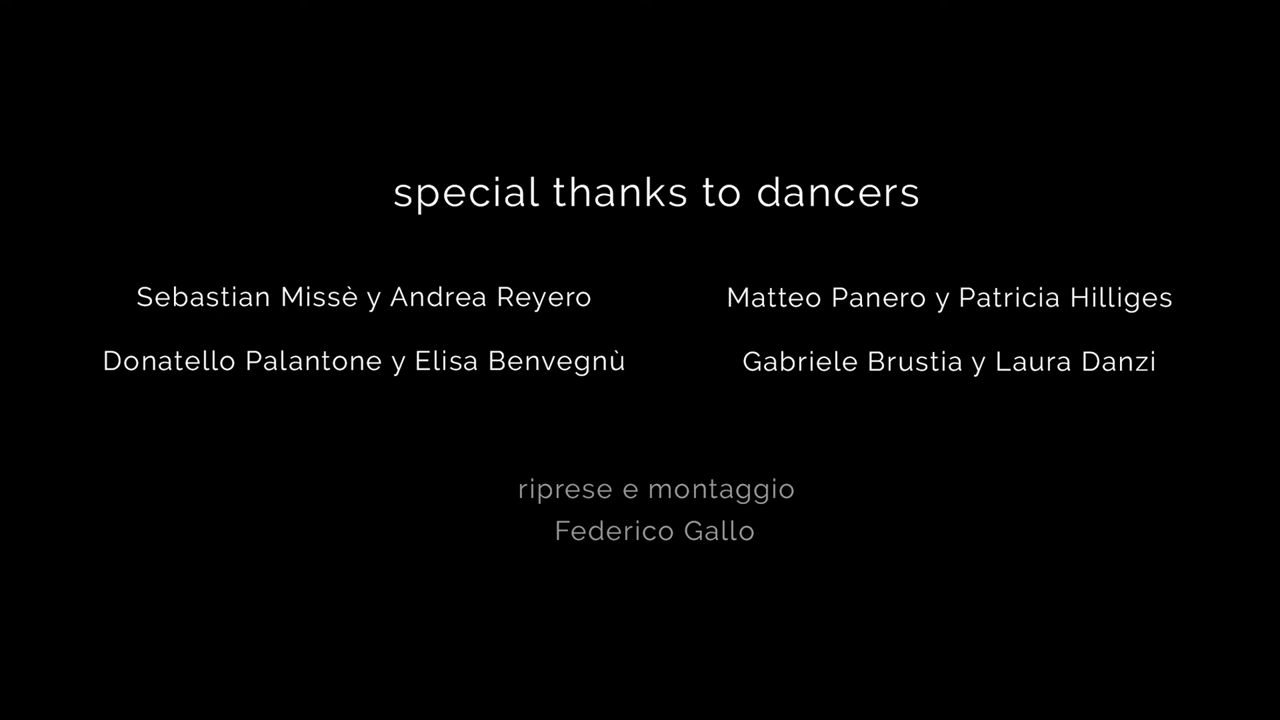 special thanks to dancers
Sebastian Missè y Andrea Reyero
Matteo Panero y Patricia Hilliges
Donatello Palantone y Elisa Benvegnù
Gabriele Brustia y Laura Danzi
riprese e montaggio
Federico Gallo